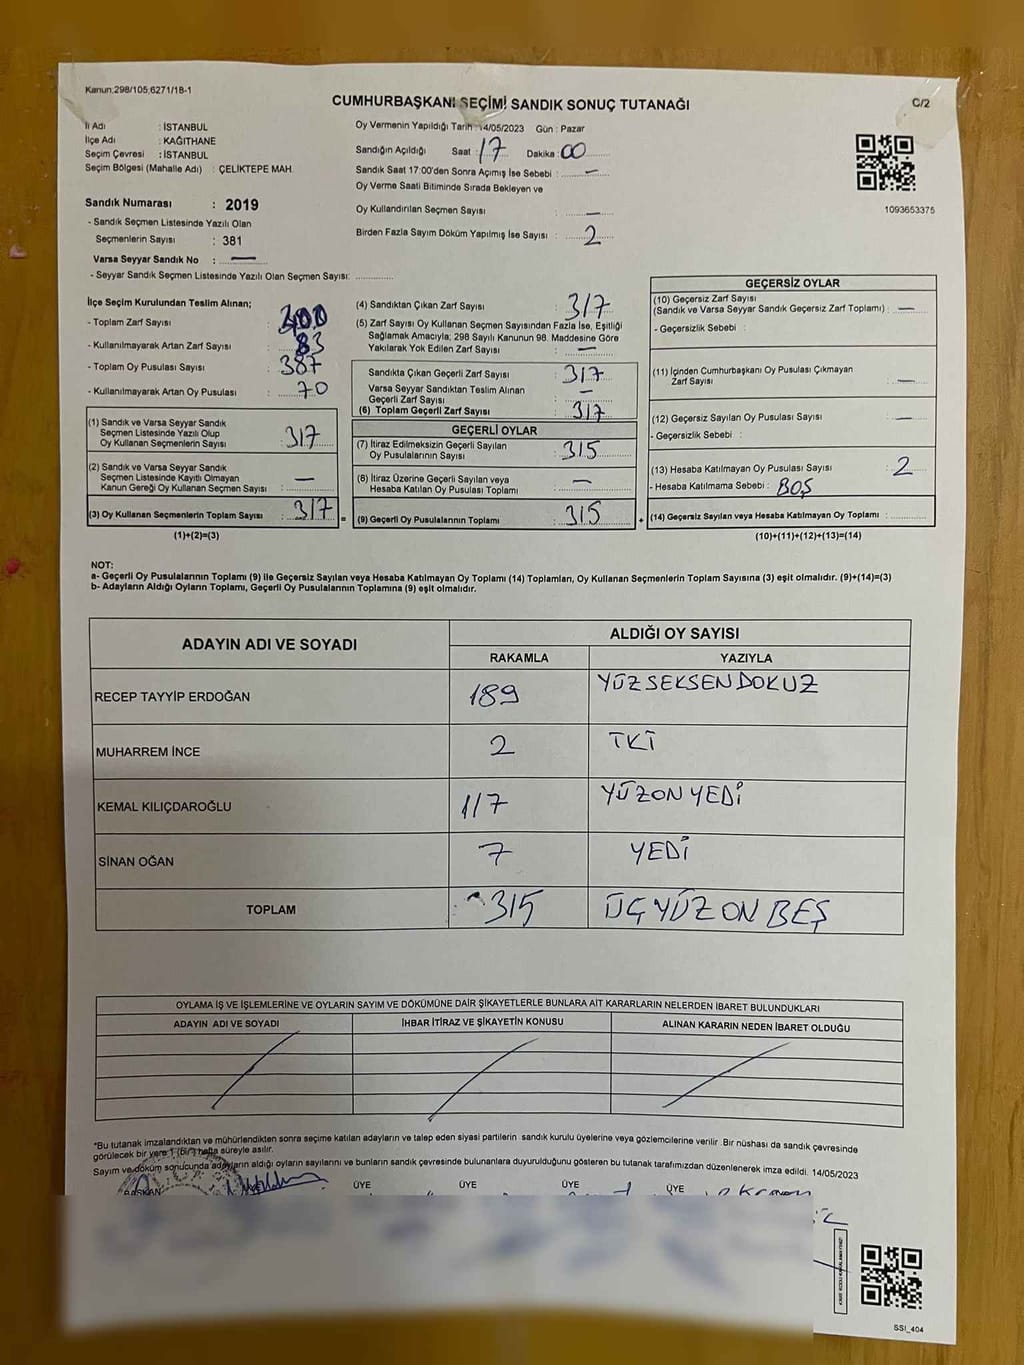 Kanun:298/105;6271/18-1
CUMHURBAŞKANI SEÇİMİ SANDIK SONUÇ TUTANAĞI
C/2
İl Adı : İSTANBUL
İlçe Adı : KAĞITHANE
Seçim Çevresi : İSTANBUL
Seçim Bölgesi (Mahalle Adı) : ÇELİKTEPE MAH.
Sandık Numarası : 2019
- Sandık Seçmen Listesinde Yazılı Olan
Seçmenlerin Sayısı : 381
Varsa Seyyar Sandık No : —
- Seyyar Sandık Seçmen Listesinde Yazılı Olan Seçmen Sayısı:
Oy Vermenin Yapıldığı Tarih : 14/05/2023 Gün : Pazar
Sandığın Açıldığı Saat : 17 Dakika : 00
Sandık Saat 17:00'den Sonra Açımış İse Sebebi : —
Oy Verme Saati Bitiminde Sırada Bekleyen ve
Oy Kullandırılan Seçmen Sayısı : —
Birden Fazla Sayım Döküm Yapılmış İse Sayısı : 2
1093653375
İlçe Seçim Kurulundan Teslim Alınan;
- Toplam Zarf Sayısı : 400
- Kullanılmayarak Artan Zarf Sayısı : 83
- Toplam Oy Pusulası Sayısı : 387
- Kullanılmayarak Artan Oy Pusulası : 70
(1) Sandık ve Varsa Seyyar Sandık
Seçmen Listesinde Yazılı Olup
Oy Kullanan Seçmenlerin Sayısı : 317
(2) Sandık ve Varsa Seyyar Sandık
Seçmen Listesinde Kayıtlı Olmayan
Kanun Gereği Oy Kullanan Seçmen Sayısı : —
(3) Oy Kullanan Seçmenlerin Toplam Sayısı : 317 =
(1)+(2)=(3)
(4) Sandıktan Çıkan Zarf Sayısı : 317
(5) Zarf Sayısı Oy Kullanan Seçmen Sayısından Fazla İse, Eşitliği
Sağlamak Amacıyla; 298 Sayılı Kanunun 98. Maddesine Göre
Yakılarak Yok Edilen Zarf Sayısı : —
Sandıkta Çıkan Geçerli Zarf Sayısı : 317
Varsa Seyyar Sandıktan Teslim Alınan
Geçerli Zarf Sayısı : —
(6) Toplam Geçerli Zarf Sayısı : 317
GEÇERLİ OYLAR
(7) İtiraz Edilmeksizin Geçerli Sayılan
Oy Pusulalarının Sayısı : 315
(8) İtiraz Üzerine Geçerli Sayılan veya
Hesaba Katılan Oy Pusulası Toplamı : —
(9) Geçerli Oy Pusulalarının Toplamı : 315 +
GEÇERSİZ OYLAR
(10) Geçersiz Zarf Sayısı
(Sandık ve Varsa Seyyar Sandık Geçersiz Zarf Toplamı) : —
- Geçersizlik Sebebi :
(11) İçinden Cumhurbaşkanı Oy Pusulası Çıkmayan
Zarf Sayısı : —
(12) Geçersiz Sayılan Oy Pusulası Sayısı : —
- Geçersizlik Sebebi :
(13) Hesaba Katılmayan Oy Pusulası Sayısı : 2
- Hesaba Katılmama Sebebi : BOŞ
(14) Geçersiz Sayılan veya Hesaba Katılmayan Oy Toplamı :
(10)+(11)+(12)+(13)=(14)
NOT:
a- Geçerli Oy Pusulalarının Toplamı (9) ile Geçersiz Sayılan veya Hesaba Katılmayan Oy Toplamı (14) Toplamları, Oy Kullanan Seçmenlerin Toplam Sayısına (3) eşit olmalıdır. (9)+(14)=(3)
b- Adayların Aldığı Oyların Toplamı, Geçerli Oy Pusulalarının Toplamına (9) eşit olmalıdır.
ADAYIN ADI VE SOYADI
ALDIĞI OY SAYISI
RAKAMLA YAZIYLA
RECEP TAYYİP ERDOĞAN 189 YÜZSEKSENDOKUZ
MUHARREM İNCE 2 İKİ
KEMAL KILIÇDAROĞLU 117 YÜZONYEDİ
SİNAN OĞAN 7 YEDİ
TOPLAM 315 ÜÇYÜZONBEŞ
OYLAMA İŞ VE İŞLEMLERİNE VE OYLARIN SAYIM VE DÖKÜMÜNE DAİR ŞİKAYETLERLE BUNLARA AİT KARARLARIN NELERDEN İBARET BULUNDUKLARI
ADAYIN ADI VE SOYADI İHBAR İTİRAZ VE ŞİKAYETİN KONUSU ALINAN KARARIN NEDEN İBARET OLDUĞU
*Bu tutanak imzalandıktan ve mühürlendikten sonra seçime katılan adayların ve talep eden siyasi partilerin sandık kurulu üyelerine veya gözlemcilerine verilir. Bir nüshası da sandık çevresinde
görülecek bir yere 1 (bir) hafta süreyle asılır.
Sayım ve döküm sonucunda adayların aldığı oyların sayılarını ve bunların sandık çevresinde bulunanlara duyurulduğunu gösteren bu tutanak tarafımızdan düzenlenerek imza edildi. 14/05/2023
BAŞKAN ÜYE ÜYE ÜYE ÜYE
SSI_404